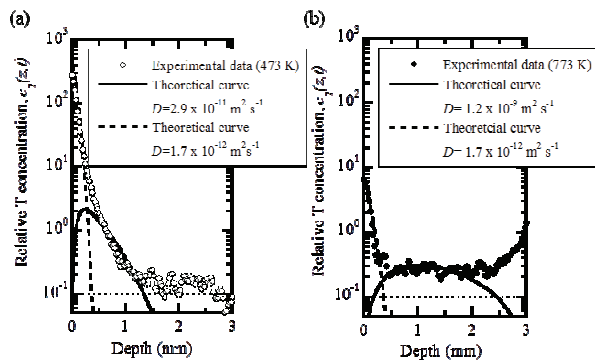 (a)
10³
10²
10¹
10⁰
10⁻¹
Relative T concentration, c_T(z,t)
Experimental data (473 K)
Theoretical curve
D=2.9 x 10⁻¹¹ m² s⁻¹
Theoretical curve
D=1.7 x 10⁻¹² m² s⁻¹
0 1 2 3
Depth (mm)
(b)
10³
10²
10¹
10⁰
10⁻¹
Relative T concentration, c_T(z,t)
Experimental data (773 K)
Theoretical curve
D= 1.2 x 10⁻⁹ m² s⁻¹
Theoretcial curve
D= 1.7 x 10⁻¹² m² s⁻¹
0 1 2 3
Depth (mm)